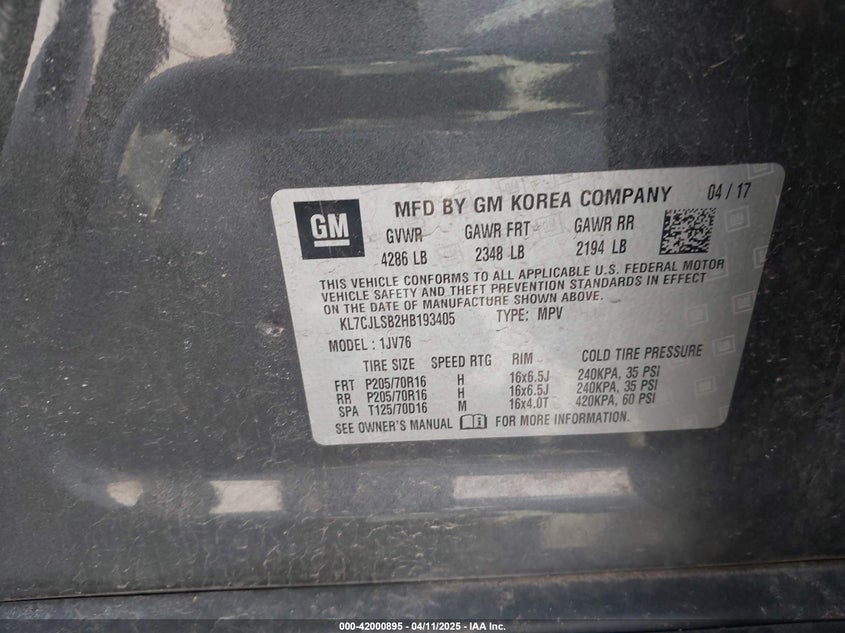 GM
MFD BY GM KOREA COMPANY 04 / 17
GVWR GAWR FRT GAWR RR
4286 LB 2348 LB 2194 LB
THIS VEHICLE CONFORMS TO ALL APPLICABLE U.S. FEDERAL MOTOR
VEHICLE SAFETY AND THEFT PREVENTION STANDARDS IN EFFECT
ON THE DATE OF MANUFACTURE SHOWN ABOVE.
KL7CJLSB2HB193405 TYPE: MPV
MODEL : 1JV76
TIRE SIZE SPEED RTG RIM COLD TIRE PRESSURE
FRT P205/70R16 H 16x6.5J 240KPA, 35 PSI
RR P205/70R16 H 16x6.5J 240KPA, 35 PSI
SPA T125/70D16 M 16x4.0T 420KPA, 60 PSI
SEE OWNER'S MANUAL FOR MORE INFORMATION.
000-42000895 - 04/11/2025 - IAA Inc.